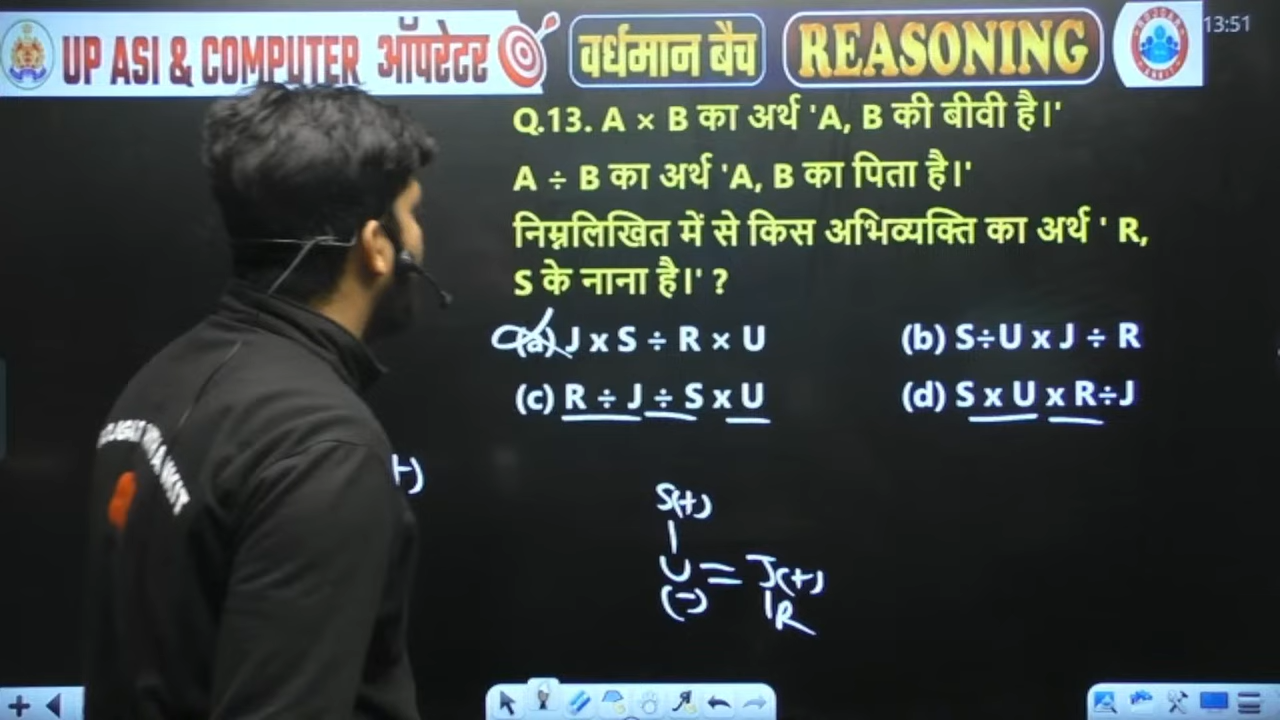 UP ASI & COMPUTER ऑपरेटर
वर्धमान बैच
REASONING
13:51
Q.13. A × B का अर्थ 'A, B की बीवी है।'
A ÷ B का अर्थ 'A, B का पिता है।'
निम्नलिखित में से किस अभिव्यक्ति का अर्थ ' R,
S के नाना है।' ?
(a) J x S ÷ R × U
(b) S÷U x J ÷ R
(c) R ÷ J ÷ S x U
(d) S x U x R÷J
S(+)
U = J(+)
(-)
R